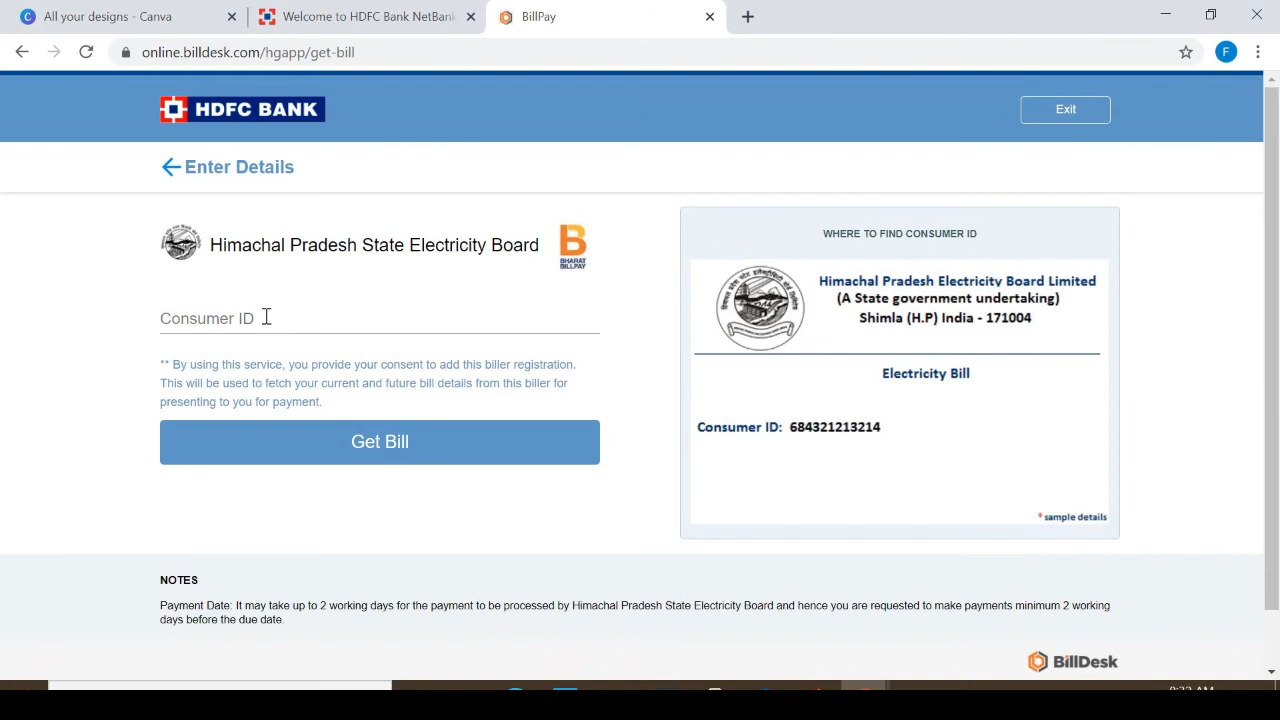 All your designs - Canva
Welcome to HDFC Bank NetBank
BillPay
online.billdesk.com/hgapp/get-bill
F
HDFC BANK
Exit
Enter Details
Himachal Pradesh State Electricity Board
B
BHARAT
BILLPAY
Consumer ID
** By using this service, you provide your consent to add this biller registration.
This will be used to fetch your current and future bill details from this biller for
presenting to you for payment.
Get Bill
WHERE TO FIND CONSUMER ID
Himachal Pradesh Electricity Board Limited
(A State government undertaking)
Shimla (H.P) India - 171004
Electricity Bill
Consumer ID: 684321213214
* sample details
NOTES
Payment Date: It may take up to 2 working days for the payment to be processed by Himachal Pradesh State Electricity Board and hence you are requested to make payments minimum 2 working
days before the due date.
BillDesk